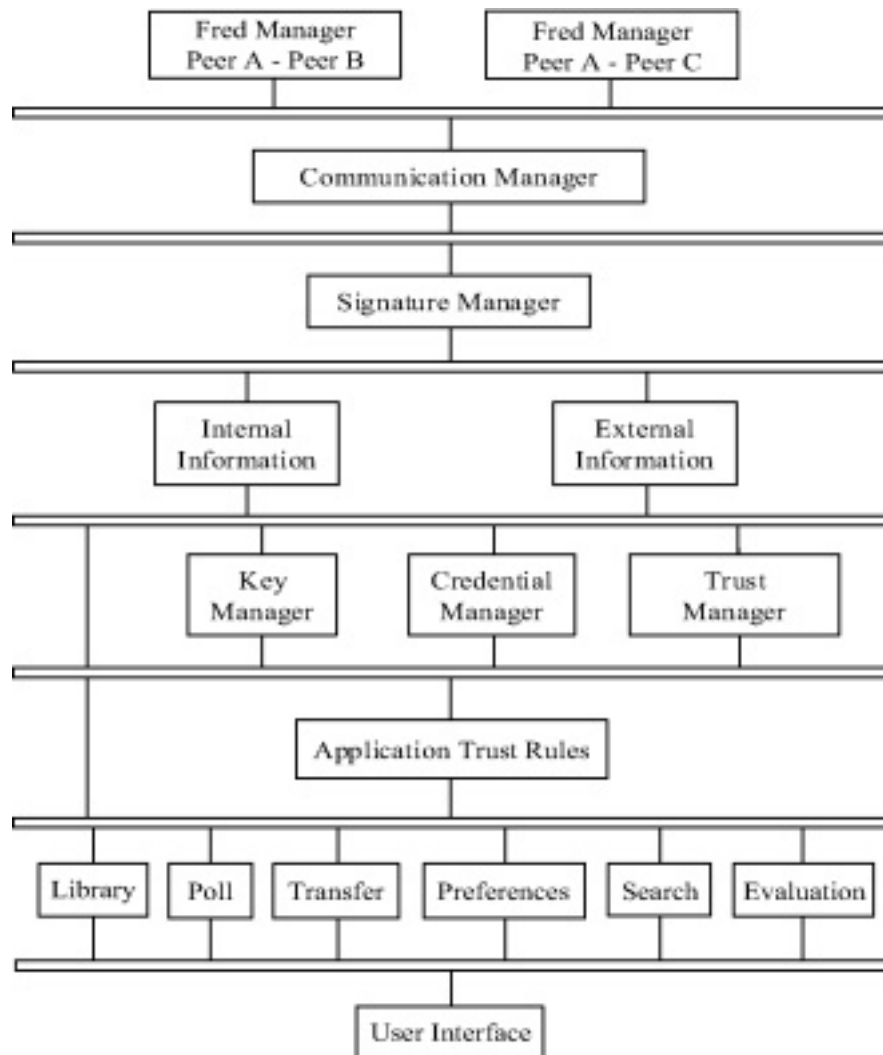 Fred Manager
Peer A - Peer B
Fred Manager
Peer A - Peer C
Communication Manager
Signature Manager
Internal
Information
External
Information
Key
Manager
Credential
Manager
Trust
Manager
Application Trust Rules
Library
Poll
Transfer
Preferences
Search
Evaluation
User Interface